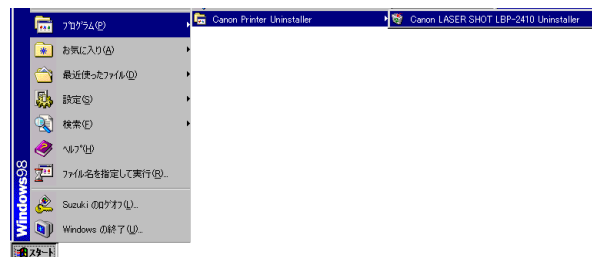 ﾌﾟﾛｸﾞﾗﾑ(P)
Canon Printer Uninstaller
Canon LASER SHOT LBP-2410 Uninstaller
お気に入り(A)
最近使ったﾌｧｲﾙ(D)
設定(S)
検索(F)
ﾍﾙﾌﾟ(H)
ﾌｧｲﾙ名を指定して実行(R)...
Suzuki のﾛｸﾞｵﾌ(L)...
Windows の終了(U)...
Windows98
ｽﾀｰﾄ